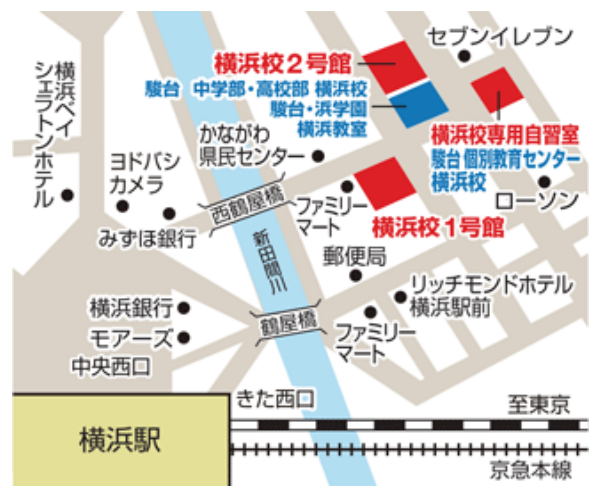 セブンイレブン
横浜校2号館
駿台 中学部・高校部 横浜校
駿台・浜学園
横浜教室
横浜ベイ
シェラトンホテル
かながわ
県民センター
横浜校専用自習室
駿台 個別教育センター
横浜校
ヨドバシ
カメラ
ローソン
西鶴屋橋
ファミリー
マート
横浜校1号館
みずほ銀行
新田間川
郵便局
リッチモンドホテル
横浜駅前
横浜銀行
鶴屋橋
モアーズ
ファミリー
マート
中央西口
きた西口
至東京
横浜駅
京急本線